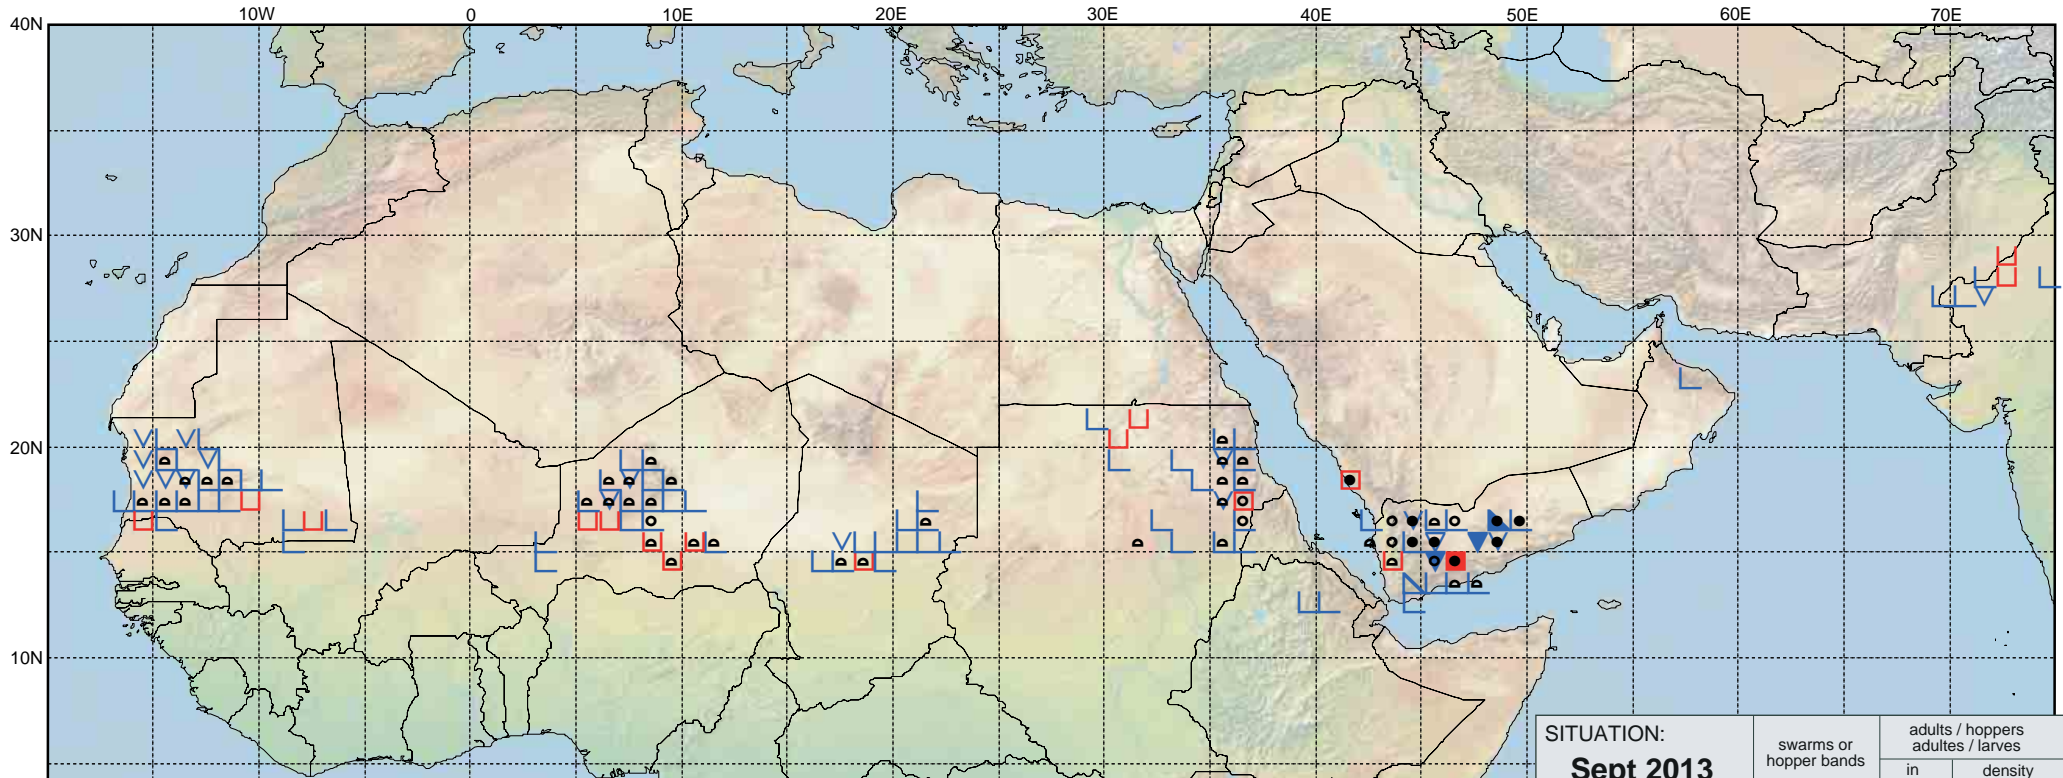 10W 0 10E 20E 30E 40E 50E 60E 70E
40N
30N
20N
10N
SITUATION:
Sept 2013
swarms or
hopper bands
adults / hoppers
adultes / larves
in
density